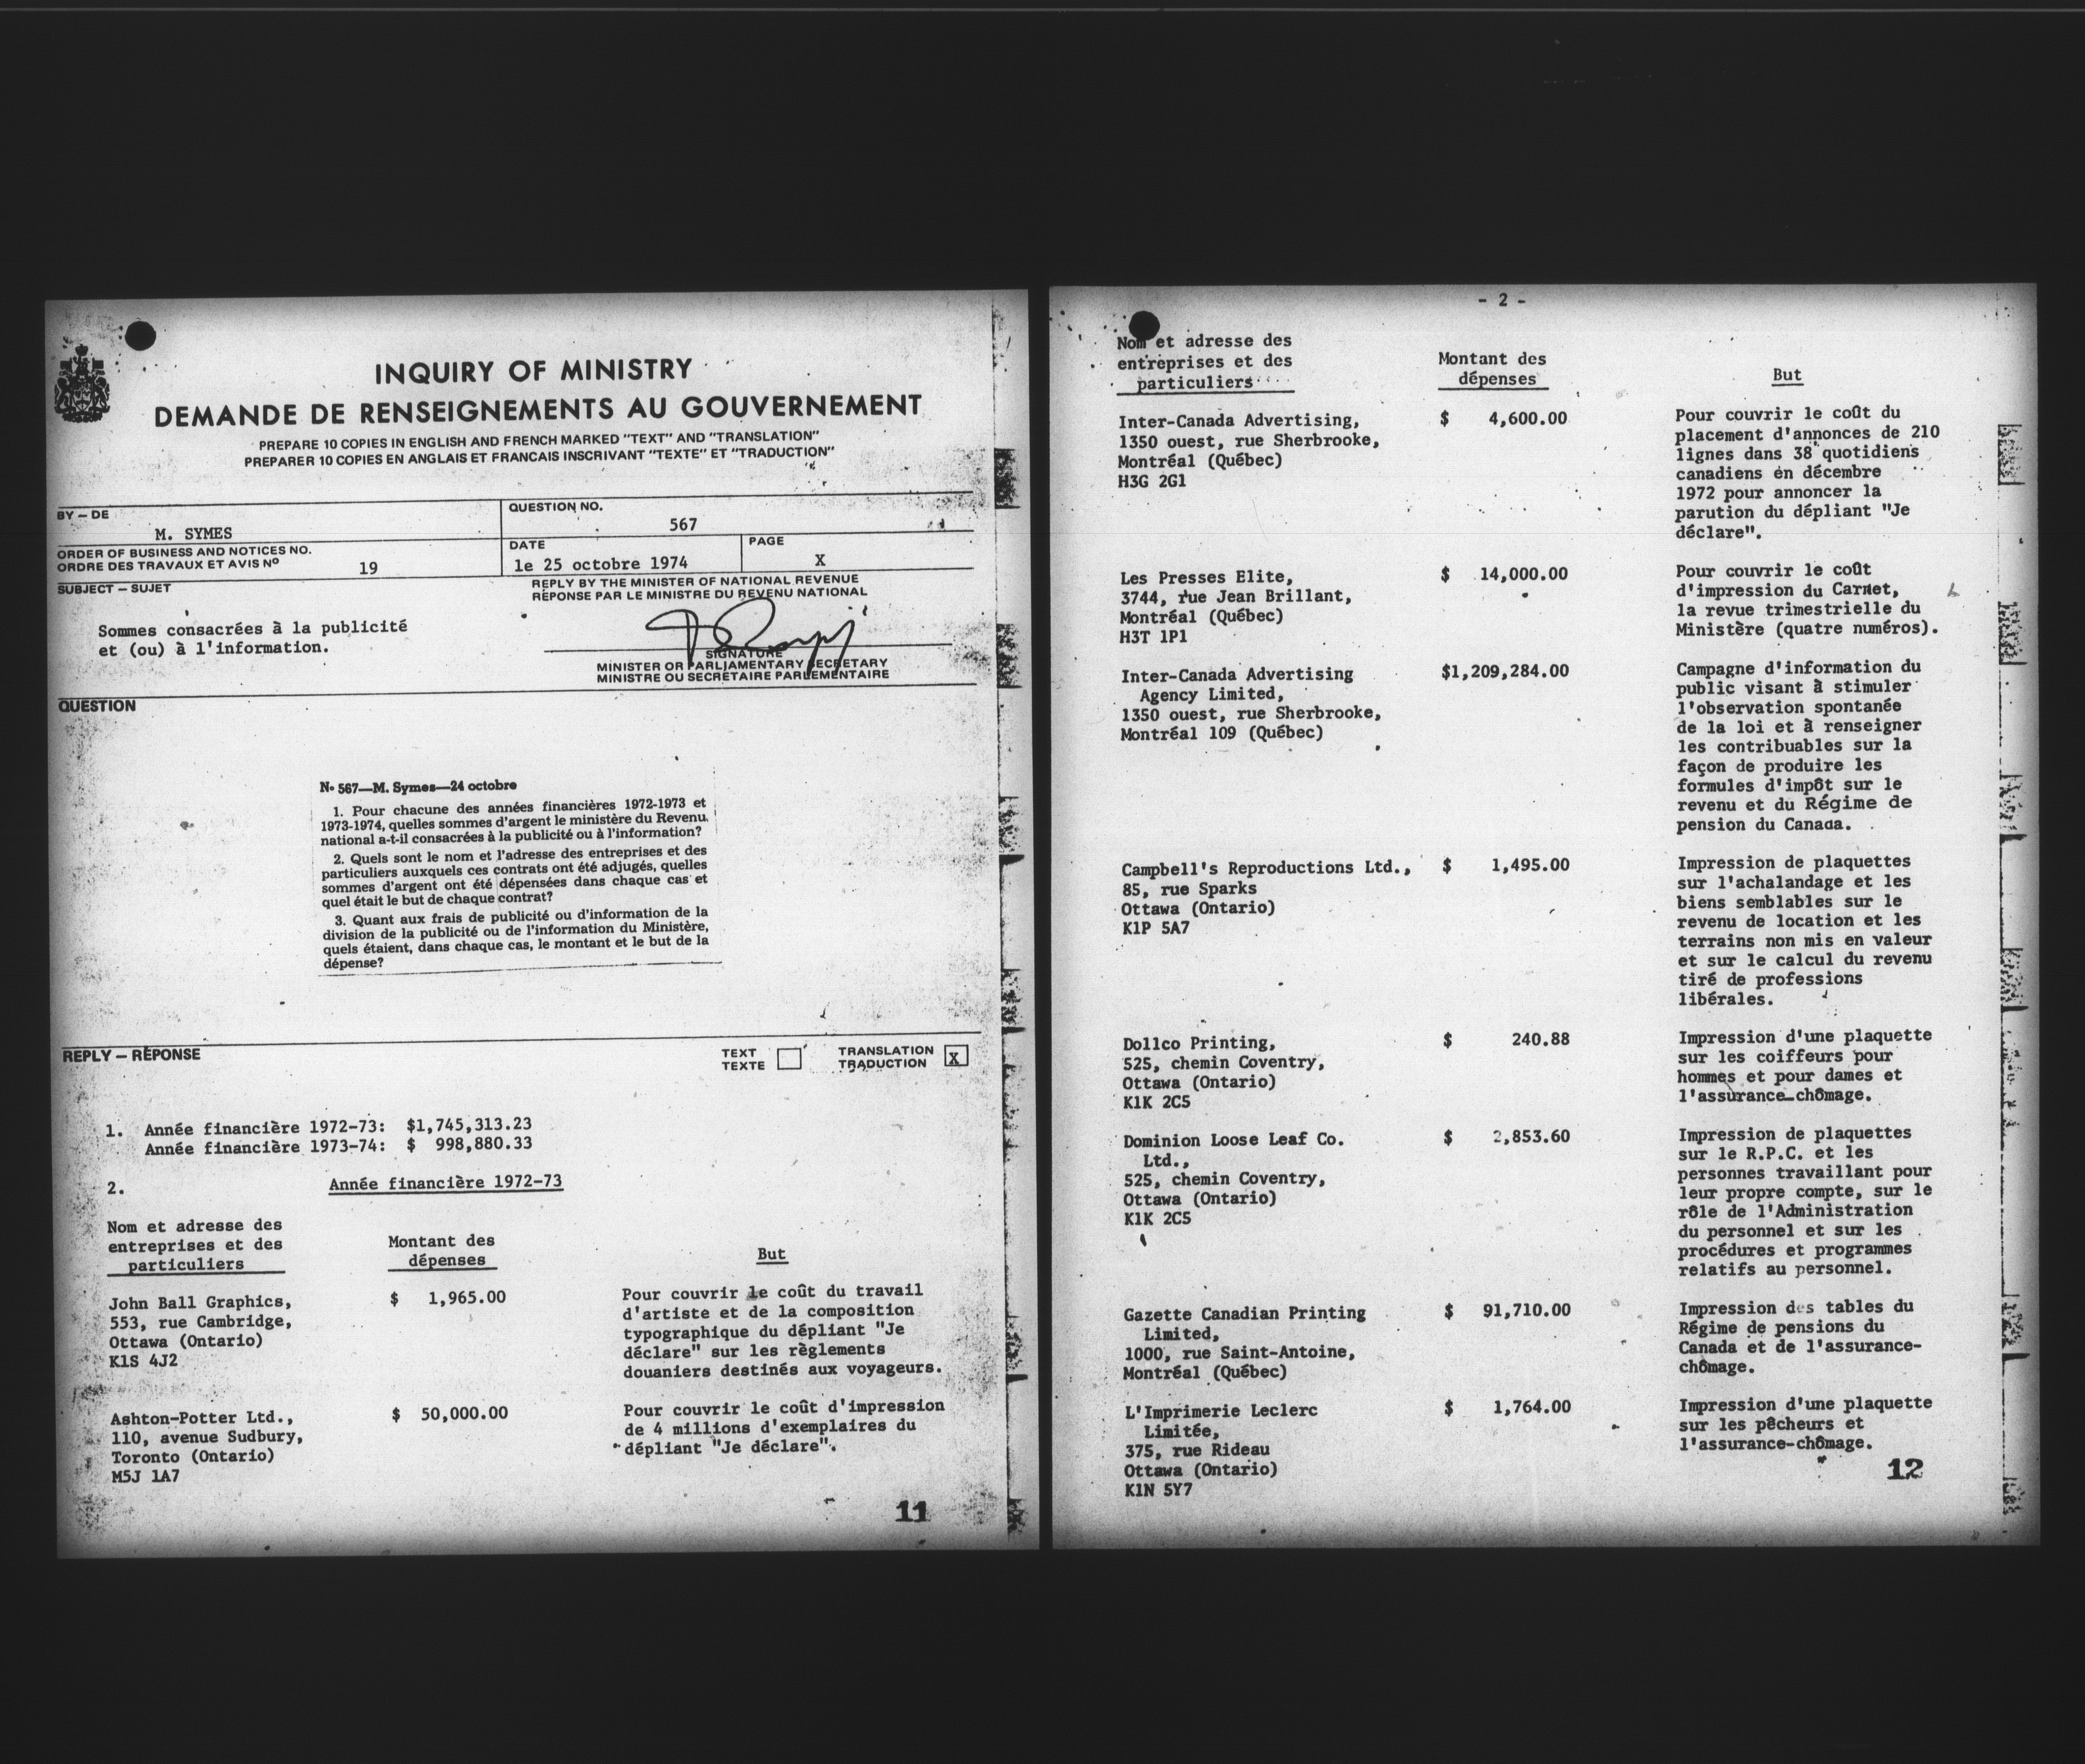 INQUIRY OF MINISTRY
DEMANDE DE RENSEIGNEMENTS AU GOUVERNEMENT
PREPARE 10 COPIES IN ENGLISH AND FRENCH MARKED "TEXT" AND "TRANSLATION"
PREPARER 10 COPIES EN ANGLAIS ET FRANCAIS INSCRIVANT "TEXTE" ET "TRADUCTION"
BY – DE
M. SYMES
QUESTION NO.
567
ORDER OF BUSINESS AND NOTICES NO.
ORDRE DES TRAVAUX ET AVIS Nº
19
DATE
le 25 octobre 1974
PAGE
X
SUBJECT – SUJET
Sommes consacrées à la publicité
et (ou) à l'information.
REPLY BY THE MINISTER OF NATIONAL REVENUE
RÉPONSE PAR LE MINISTRE DU REVENU NATIONAL
SIGNATURE
MINISTER OR PARLIAMENTARY SECRETARY
MINISTRE OU SECRÉTAIRE PARLEMENTAIRE
QUESTION
Nº 567—M. Symes—24 octobre
1. Pour chacune des années financières 1972-1973 et
1973-1974, quelles sommes d'argent le ministère du Revenu
national a-t-il consacrées à la publicité ou à l'information?
2. Quels sont le nom et l'adresse des entreprises et des
particuliers auxquels ces contrats ont été adjugés, quelles
sommes d'argent ont été dépensées dans chaque cas et
quel était le but de chaque contrat?
3. Quant aux frais de publicité ou d'information de la
division de la publicité ou de l'information du Ministère,
quels étaient, dans chaque cas, le montant et le but de la
dépense?
REPLY – RÉPONSE
TEXT
TEXTE
TRANSLATION
TRADUCTION
X
1. Année financière 1972-73: $1,745,313.23
Année financière 1973-74: $ 998,880.33
2. Année financière 1972-73
Nom et adresse des
entreprises et des
particuliers
Montant des
dépenses
But
John Ball Graphics,
553, rue Cambridge,
Ottawa (Ontario)
K1S 4J2
$ 1,965.00
Pour couvrir le coût du travail
d'artiste et de la composition
typographique du dépliant "Je
déclare" sur les règlements
douaniers destinés aux voyageurs.
Ashton-Potter Ltd.,
110, avenue Sudbury,
Toronto (Ontario)
M5J 1A7
$ 50,000.00
Pour couvrir le coût d'impression
de 4 millions d'exemplaires du
dépliant "Je déclare".
11
- 2 -
Nom et adresse des
entreprises et des
particuliers
Montant des
dépenses
But
Inter-Canada Advertising,
1350 ouest, rue Sherbrooke,
Montréal (Québec)
H3G 2G1
$ 4,600.00
Pour couvrir le coût du
placement d'annonces de 210
lignes dans 38 quotidiens
canadiens en décembre
1972 pour annoncer la
parution du dépliant "Je
déclare".
Les Presses Elite,
3744, rue Jean Brillant,
Montréal (Québec)
H3T 1P1
$ 14,000.00
Pour couvrir le coût
d'impression du Carnet,
la revue trimestrielle du
Ministère (quatre numéros).
Inter-Canada Advertising
Agency Limited,
1350 ouest, rue Sherbrooke,
Montréal 109 (Québec)
$1,209,284.00
Campagne d'information du
public visant à stimuler
l'observation spontanée
de la loi et à renseigner
les contribuables sur la
façon de produire les
formules d'impôt sur le
revenu et du Régime de
pension du Canada.
Campbell's Reproductions Ltd.,
85, rue Sparks
Ottawa (Ontario)
K1P 5A7
$ 1,495.00
Impression de plaquettes
sur l'achalandage et les
biens semblables sur le
revenu de location et les
terrains non mis en valeur
et sur le calcul du revenu
tiré de professions
libérales.
Dollco Printing,
525, chemin Coventry,
Ottawa (Ontario)
K1K 2C5
$ 240.88
Impression d'une plaquette
sur les coiffeurs pour
hommes et pour dames et
l'assurance-chômage.
Dominion Loose Leaf Co.
Ltd.,
525, chemin Coventry,
Ottawa (Ontario)
K1K 2C5
$ 2,853.60
Impression de plaquettes
sur le R.P.C. et les
personnes travaillant pour
leur propre compte, sur le
rôle de l'Administration
du personnel et sur les
procédures et programmes
relatifs au personnel.
Gazette Canadian Printing
Limited,
1000, rue Saint-Antoine,
Montréal (Québec)
$ 91,710.00
Impression des tables du
Régime de pensions du
Canada et de l'assurance-
chômage.
L'Imprimerie Leclerc
Limitée,
375, rue Rideau
Ottawa (Ontario)
K1N 5Y7
$ 1,764.00
Impression d'une plaquette
sur les pêcheurs et
l'assurance-chômage.
12